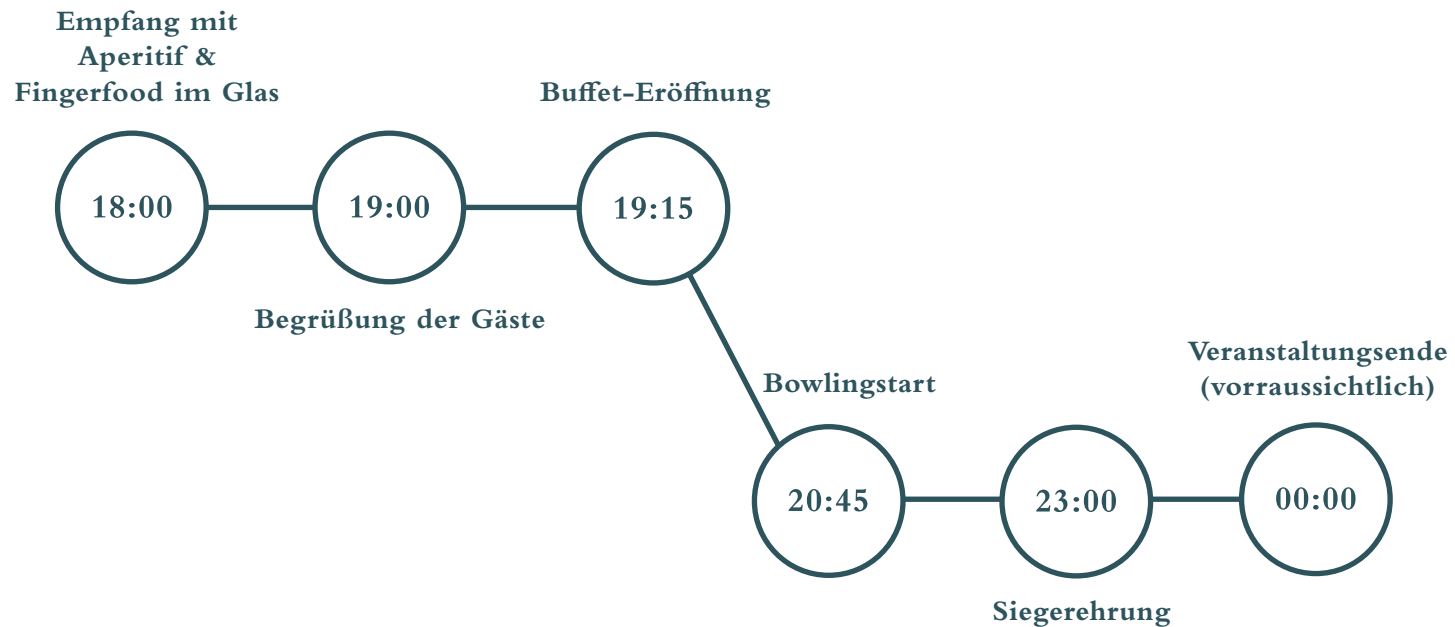 Empfang mit
Aperitif &
Fingerfood im Glas
18:00
19:00
Begrüßung der Gäste
Buffet-Eröffnung
19:15
Bowlingstart
20:45
23:00
Siegerehrung
Veranstaltungsende
(vorraussichtlich)
00:00